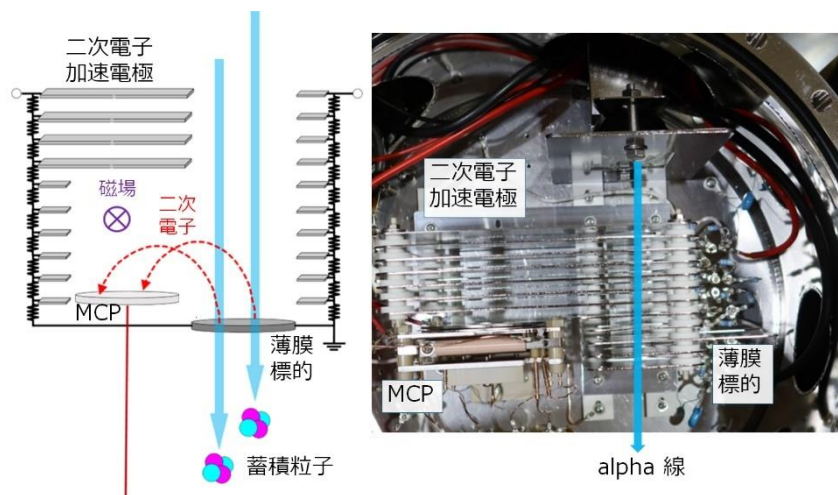 二次電子
加速電極
磁場
二次
電子
MCP
薄膜
標的
蓄積粒子
二次電子
加速電極
MCP
薄膜
標的
alpha 線